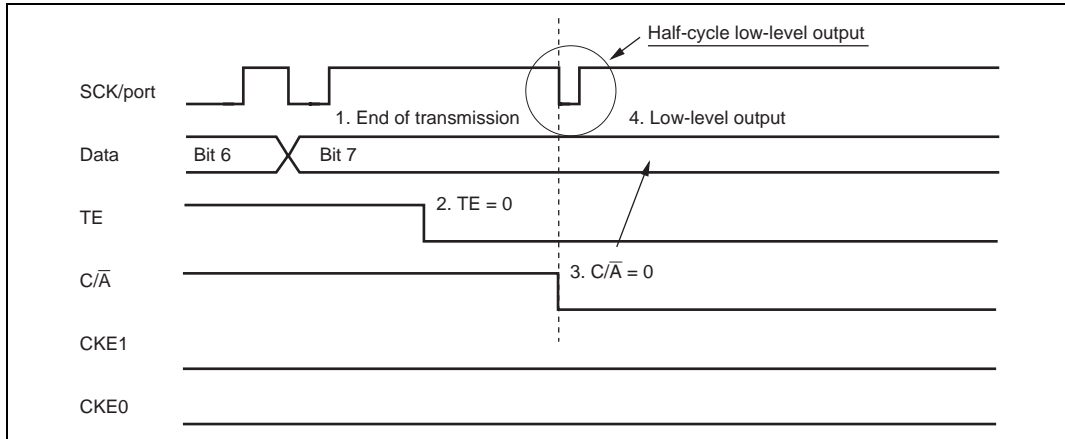 Half-cycle low-level output
SCK/port
1. End of transmission
4. Low-level output
Data
Bit 6
Bit 7
TE
2. TE = 0
C/A̅
3. C/A̅ = 0
CKE1
CKE0